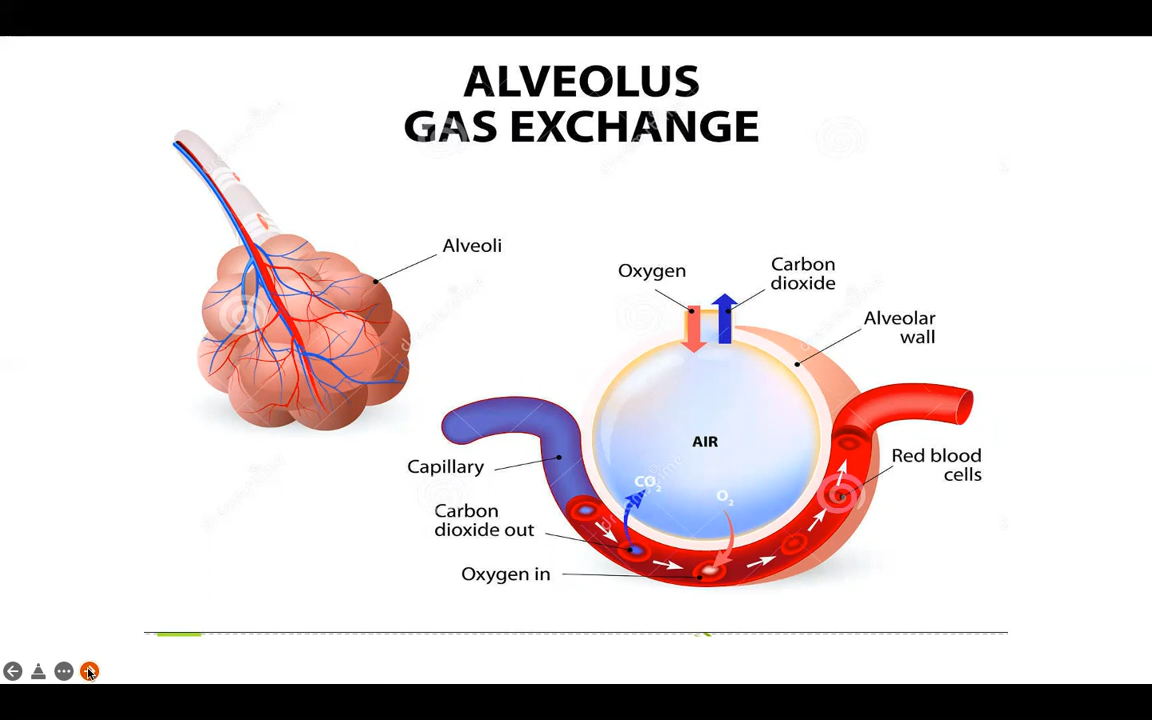 ALVEOLUS
GAS EXCHANGE
Alveoli
Oxygen
Carbon
dioxide
Alveolar
wall
AIR
Capillary
Red blood
cells
CO2
O2
Carbon
dioxide out
Oxygen in